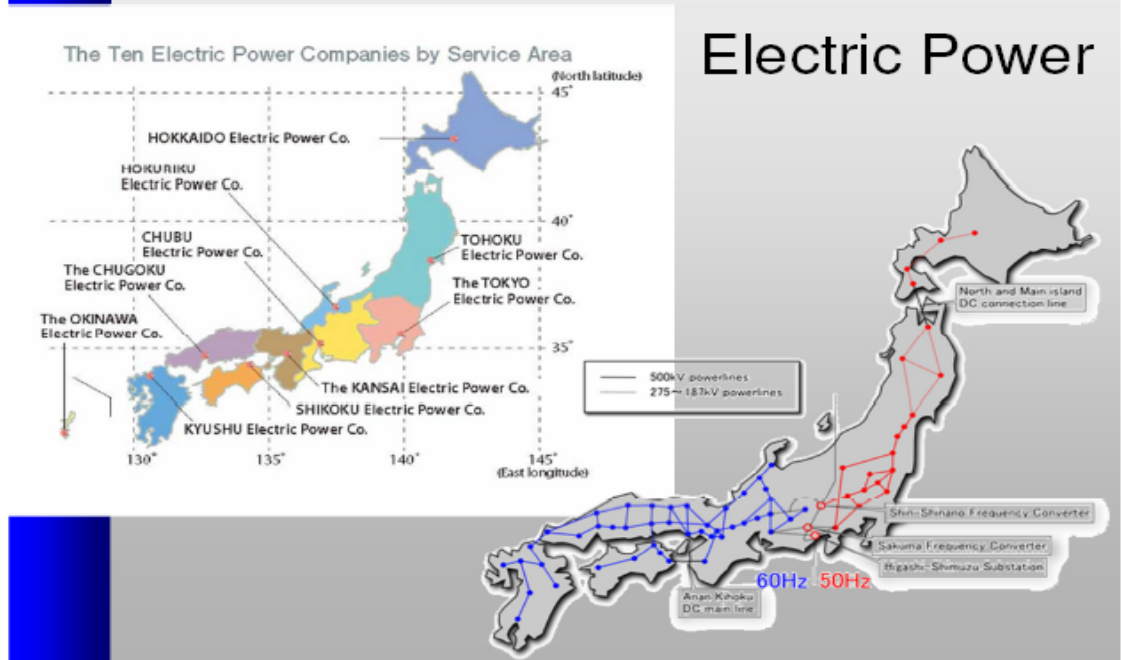 Electric Power
The Ten Electric Power Companies by Service Area
(North latitude)
45°
HOKKAIDO Electric Power Co.
HOKURIKU
Electric Power Co.
40°
CHUBU
Electric Power Co.
TOHOKU
Electric Power Co.
The CHUGOKU
Electric Power Co.
The TOKYO
Electric Power Co.
The OKINAWA
Electric Power Co.
35°
The KANSAI Electric Power Co.
SHIKOKU Electric Power Co.
KYUSHU Electric Power Co.
130°
135°
140°
145°
(East longitude)
North and Main island
DC connection line
500kV powerlines
275～187kV powerlines
Shin-Shinano Frequency Converter
Sakuma Frequency Converter
Higashi-Shimuzu Substation
60Hz 50Hz
Anan Kihoku
DC main line